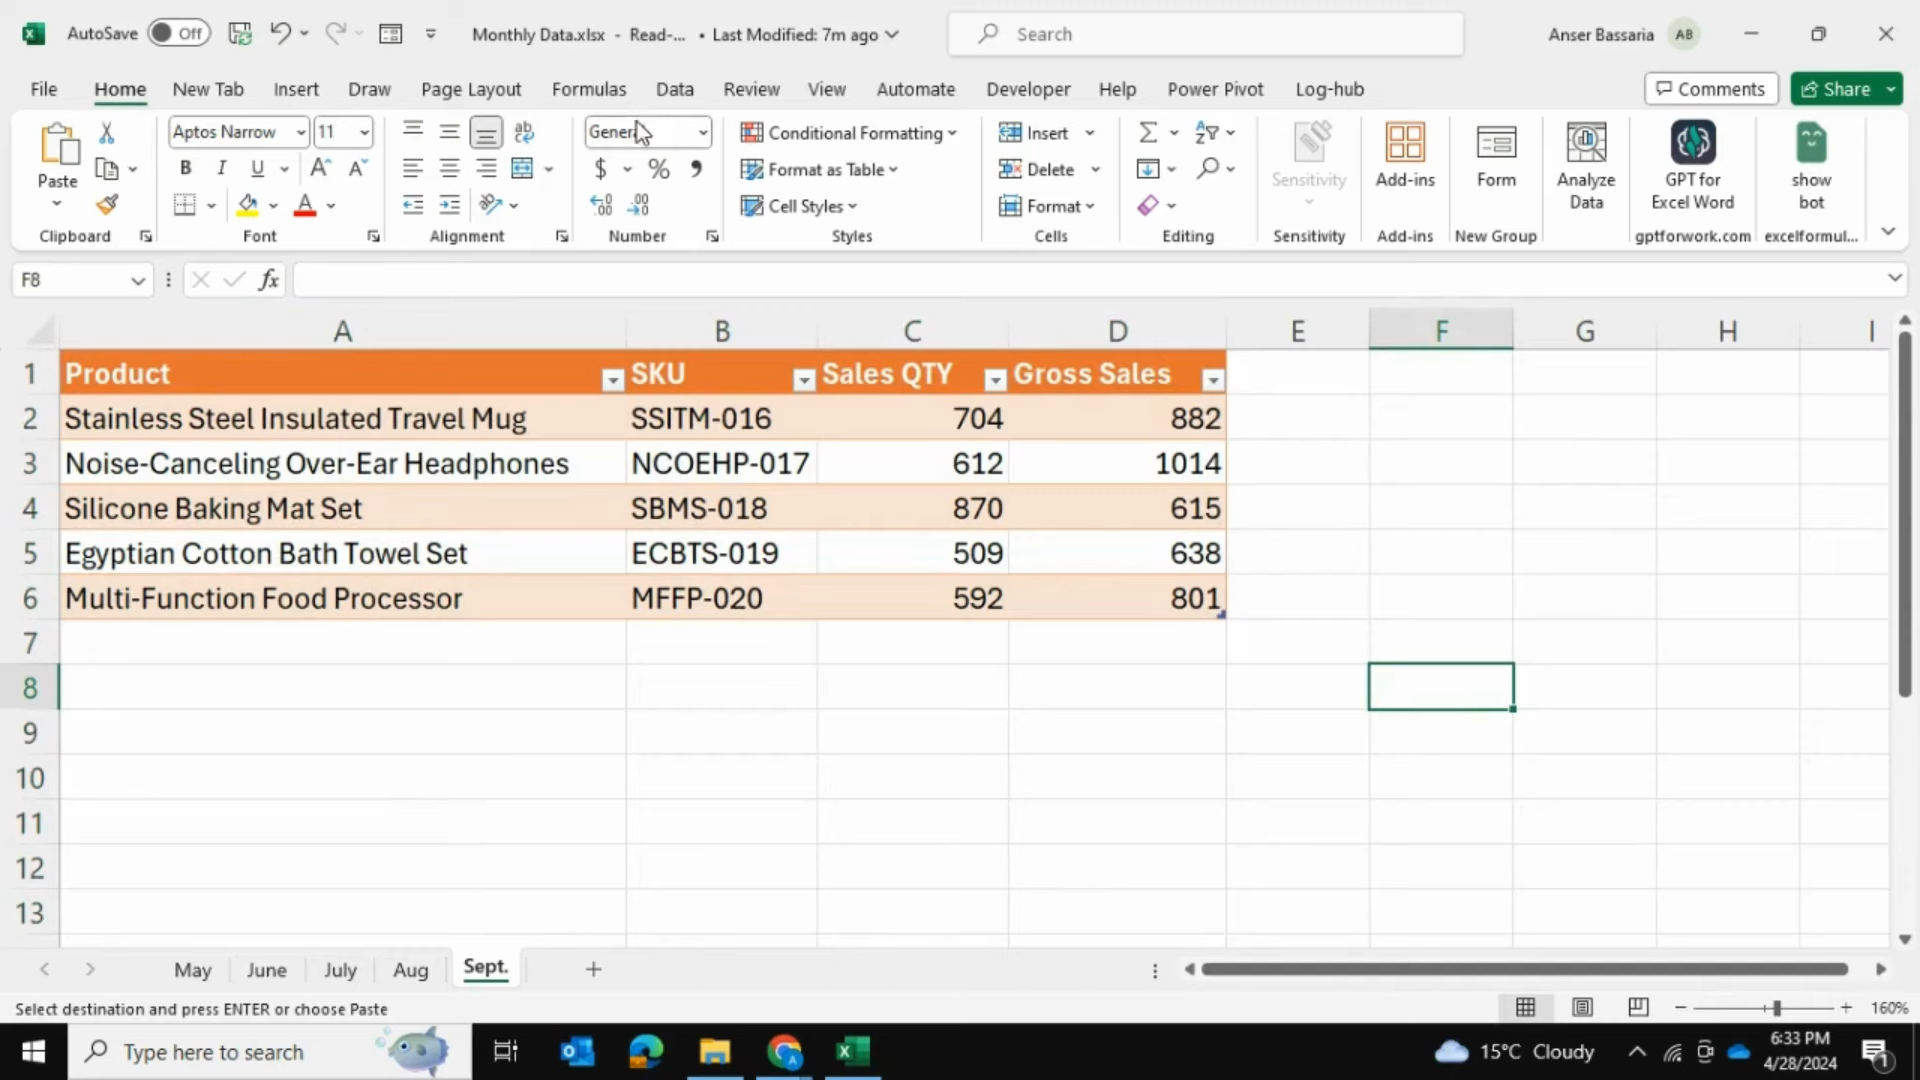 AutoSave Off Monthly Data.xlsx - Read-... • Last Modified: 7m ago Search Anser Bassaria AB
File Home New Tab Insert Draw Page Layout Formulas Data Review View Automate Developer Help Power Pivot Log-hub Comments Share
Paste
Clipboard
Aptos Narrow 11
B I U
Font
ab
Alignment
$ % ,
Number
Conditional Formatting
Format as Table
Cell Styles
Styles
Insert
Delete
Format
Cells
Editing
Sensitivity
Sensitivity
Add-ins
Add-ins
Form
New Group
Analyze
Data
GPT for
Excel Word
gptforwork.com
show
bot
excelformul...
F8 fx
A B C D E F G H I
1 Product SKU Sales QTY Gross Sales
2 Stainless Steel Insulated Travel Mug SSITM-016 704 882
3 Noise-Canceling Over-Ear Headphones NCOEHP-017 612 1014
4 Silicone Baking Mat Set SBMS-018 870 615
5 Egyptian Cotton Bath Towel Set ECBTS-019 509 638
6 Multi-Function Food Processor MFFP-020 592 801
7
8
9
10
11
12
13
May June July Aug Sept.
Select destination and press ENTER or choose Paste 160%
Type here to search 15°C Cloudy 6:33 PM
4/28/2024 1